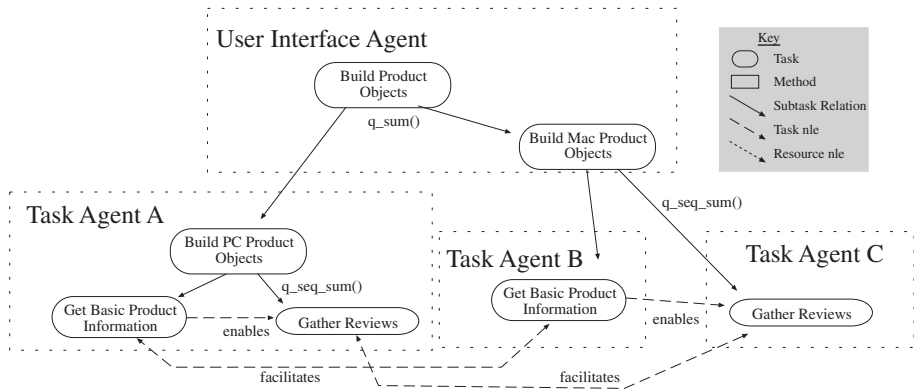 User Interface Agent
Build Product
Objects
q_sum()
Build Mac Product
Objects
Key
Task
Method
Subtask Relation
Task nle
Resource nle
Task Agent A
Build PC Product
Objects
q_seq_sum()
Get Basic Product
Information
enables
Gather Reviews
Task Agent B
Get Basic Product
Information
q_seq_sum()
Task Agent C
enables
Gather Reviews
facilitates
facilitates